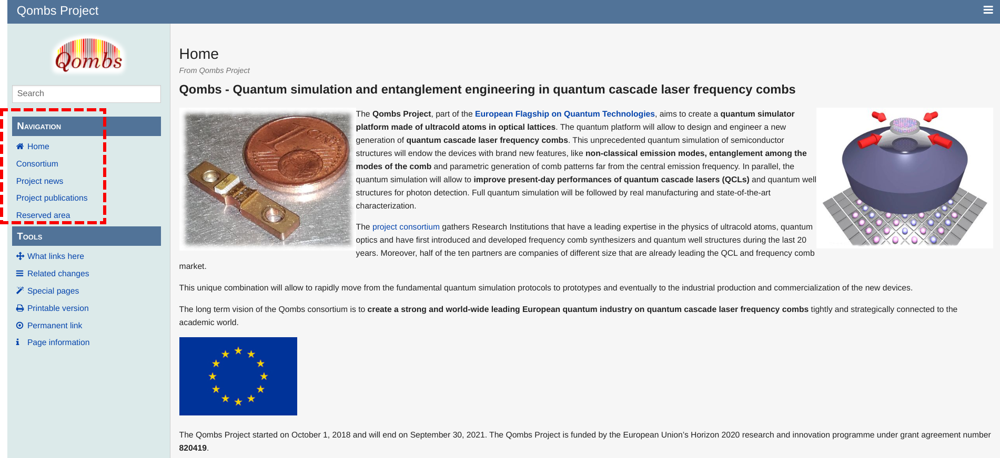 Qombs Project
Qombs
Search
Navigation
Home
Consortium
Project news
Project publications
Reserved area
Tools
What links here
Related changes
Special pages
Printable version
Permanent link
Page information
Home
From Qombs Project
Qombs - Quantum simulation and entanglement engineering in quantum cascade laser frequency combs
The Qombs Project, part of the European Flagship on Quantum Technologies, aims to create a quantum simulator
platform made of ultracold atoms in optical lattices. The quantum platform will allow to design and engineer a new
generation of quantum cascade laser frequency combs. This unprecedented quantum simulation of semiconductor
structures will endow the devices with brand new features, like non-classical emission modes, entanglement among the
modes of the comb and parametric generation of comb patterns far from the central emission frequency. In parallel, the
quantum simulation will allow to improve present-day performances of quantum cascade lasers (QCLs) and quantum well
structures for photon detection. Full quantum simulation will be followed by real manufacturing and state-of-the-art
characterization.
The project consortium gathers Research Institutions that have a leading expertise in the physics of ultracold atoms, quantum
optics and have first introduced and developed frequency comb synthesizers and quantum well structures during the last 20
years. Moreover, half of the ten partners are companies of different size that are already leading the QCL and frequency comb
market.
This unique combination will allow to rapidly move from the fundamental quantum simulation protocols to prototypes and eventually to the industrial production and commercialization of the new devices.
The long term vision of the Qombs consortium is to create a strong and world-wide leading European quantum industry on quantum cascade laser frequency combs tightly and strategically connected to the
academic world.
The Qombs Project started on October 1, 2018 and will end on September 30, 2021. The Qombs Project is funded by the European Union’s Horizon 2020 research and innovation programme under grant agreement number
820419.